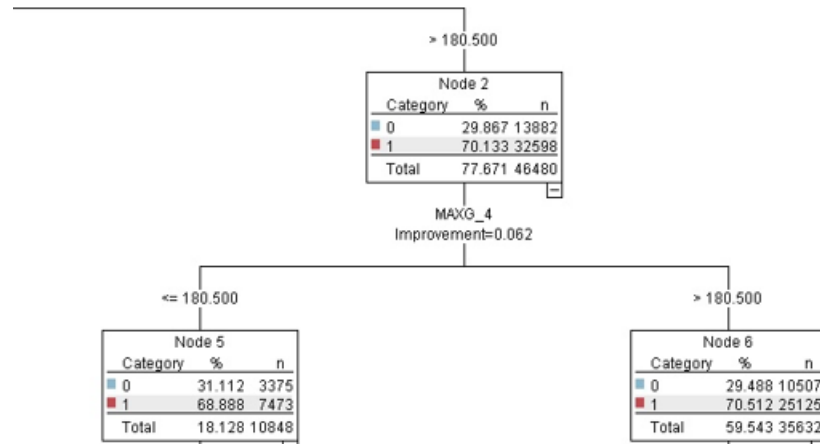 > 180.500
Node 2
Category % n
0 29.867 13882
1 70.133 32598
Total 77.671 46480
MAXG_4
Improvement=0.062
<= 180.500
> 180.500
Node 5
Category % n
0 31.112 3375
1 68.888 7473
Total 18.128 10848
Node 6
Category % n
0 29.488 10507
1 70.512 25125
Total 59.543 35632